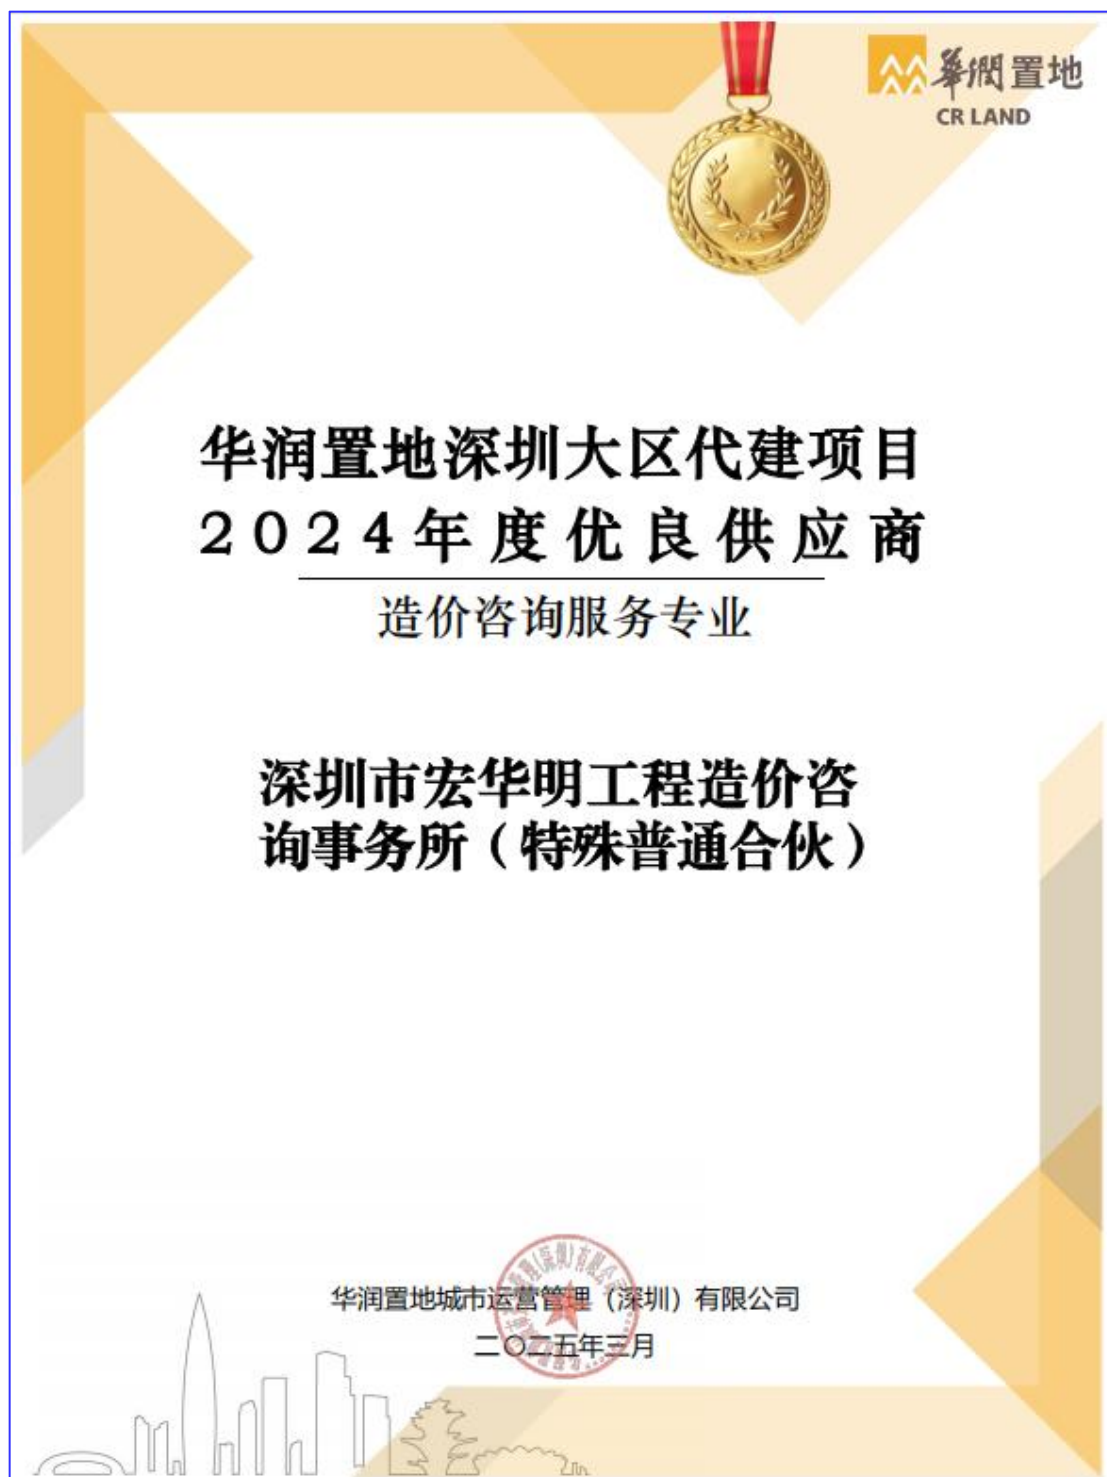 華潤置地
CR LAND
华润置地深圳大区代建项目
2024年度优良供应商
造价咨询服务专业
深圳市宏华明工程造价咨
询事务所（特殊普通合伙）
华润置地城市运营管理（深圳）有限公司
二〇二五年三月